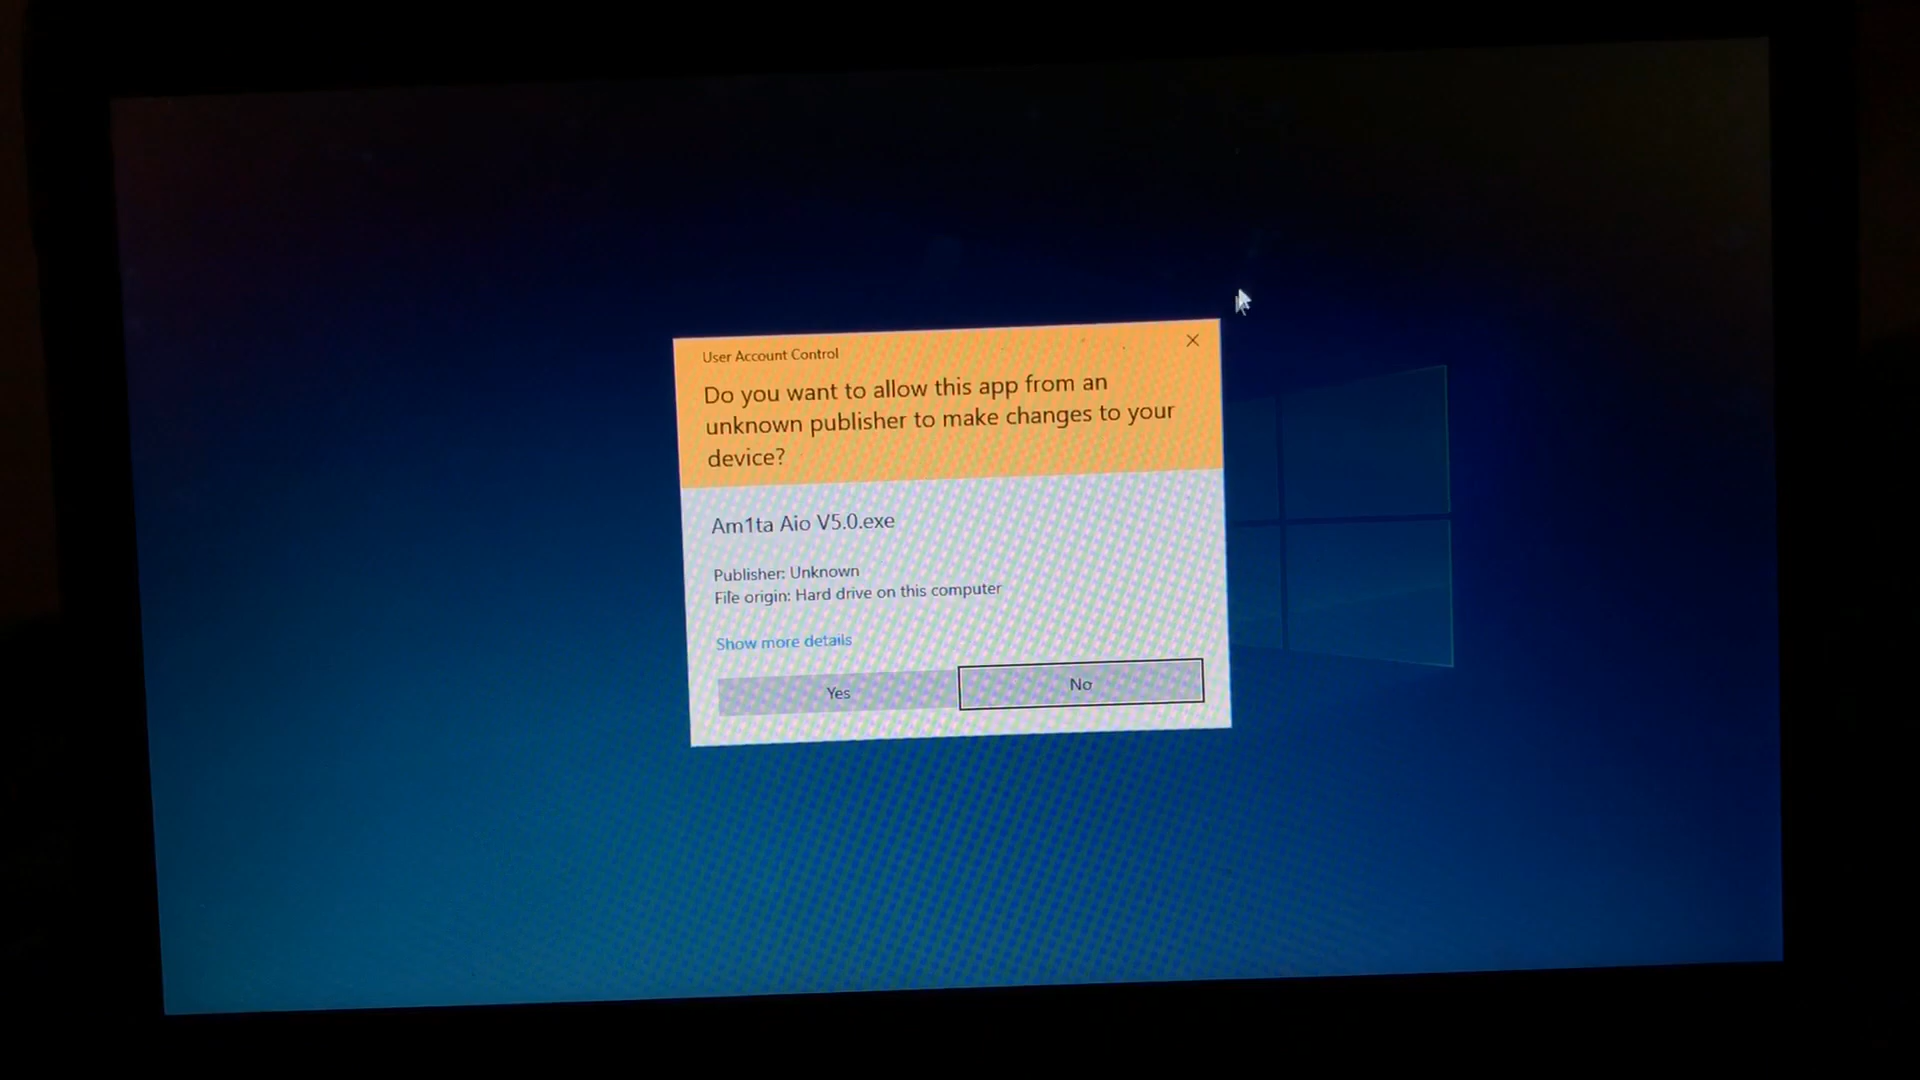 User Account Control
Do you want to allow this app from an
unknown publisher to make changes to your
device?
Am1ta Aio V5.0.exe
Publisher: Unknown
File origin: Hard drive on this computer
Show more details
Yes
No